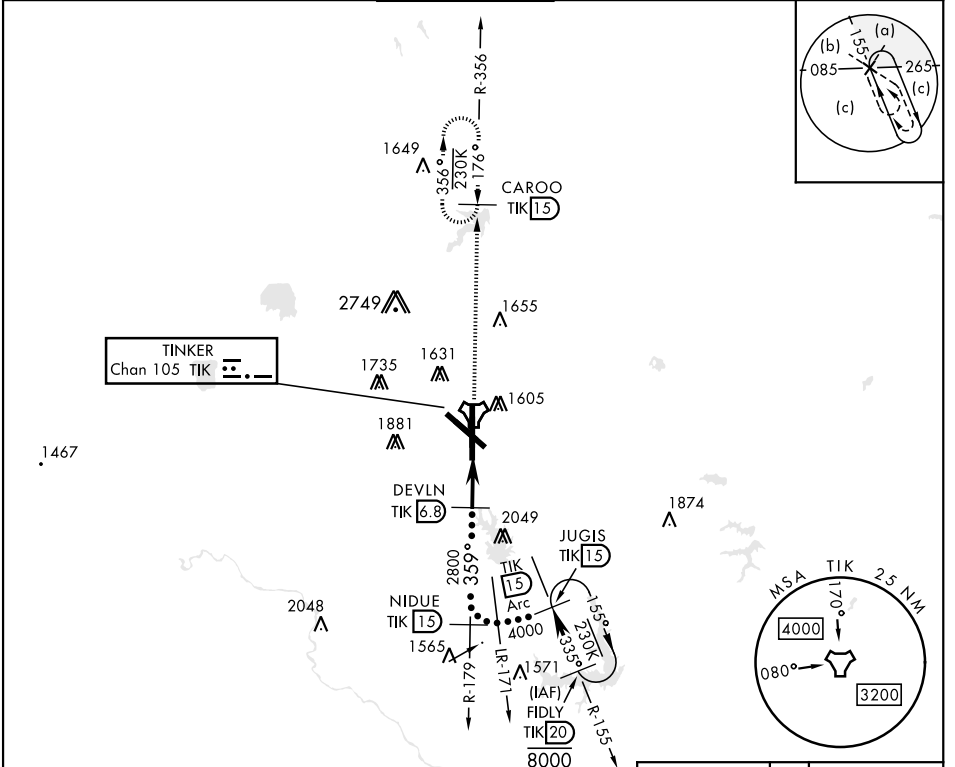 R-356
155°
(a)
(b)
085
265
(c)
(c)
1649
356°
230K
176°
CAROO
TIK 15
2749
1655
TINKER
Chan 105 TIK
1735
1631
1605
1881
1467
DEVLN
TIK 6.8
2049
1874
JUGIS
TIK 15
TIK
15
Arc
2800
359°
NIDUE
TIK 15
4000
2048
1565
155°
230K
335°
1571
R-179
LR-171
(IAF)
FIDLY
TIK 20
8000
R-155
MSA TIK 25 NM
170°
4000
080°
3200